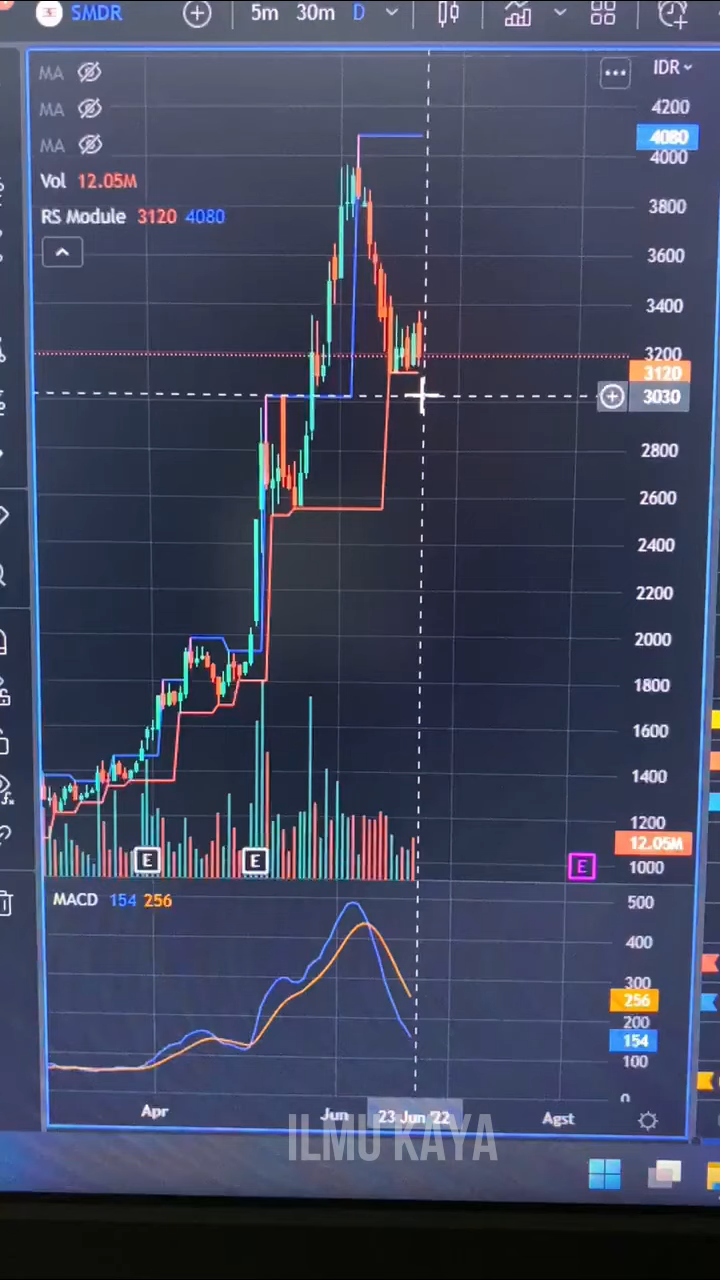 SMDR 5m 30m D
MA
MA
MA
Vol 12.05M
RS Module 3120 4080
IDR
4200
4080
4000
3800
3600
3400
3200
3120
3030
2800
2600
2400
2200
2000
1800
1600
1400
1200
12.05M
1000
E E E
MACD 154 256
500
400
300
256
200
154
100
0
Apr Jun 23 Jun '22 Agst
ILMU KAYA